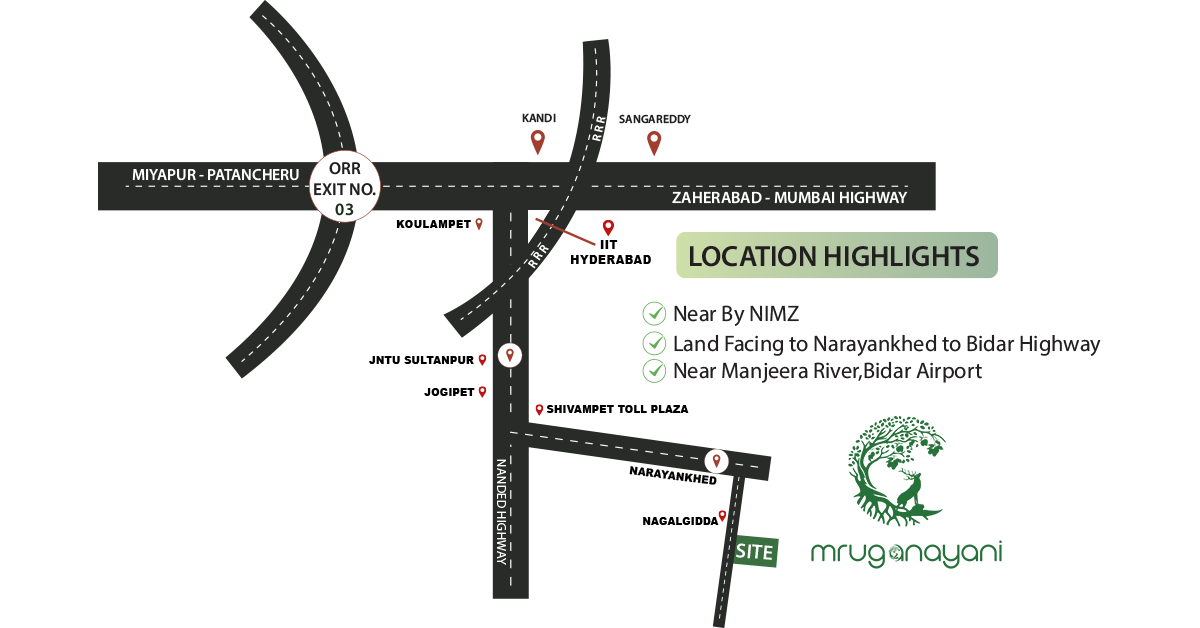 KANDI
SANGAREDDY
RRR
MIYAPUR - PATANCHERU
ORR
EXIT NO.
03
ZAHERABAD - MUMBAI HIGHWAY
KOULAMPET
RRR
IIT
HYDERABAD
LOCATION HIGHLIGHTS
Near By NIMZ
Land Facing to Narayankhed to Bidar Highway
Near Manjeera River,Bidar Airport
JNTU SULTANPUR
JOGIPET
SHIVAMPET TOLL PLAZA
NANDED HIGHWAY
NARAYANKHED
NAGALGIDDA
SITE
mruganayani